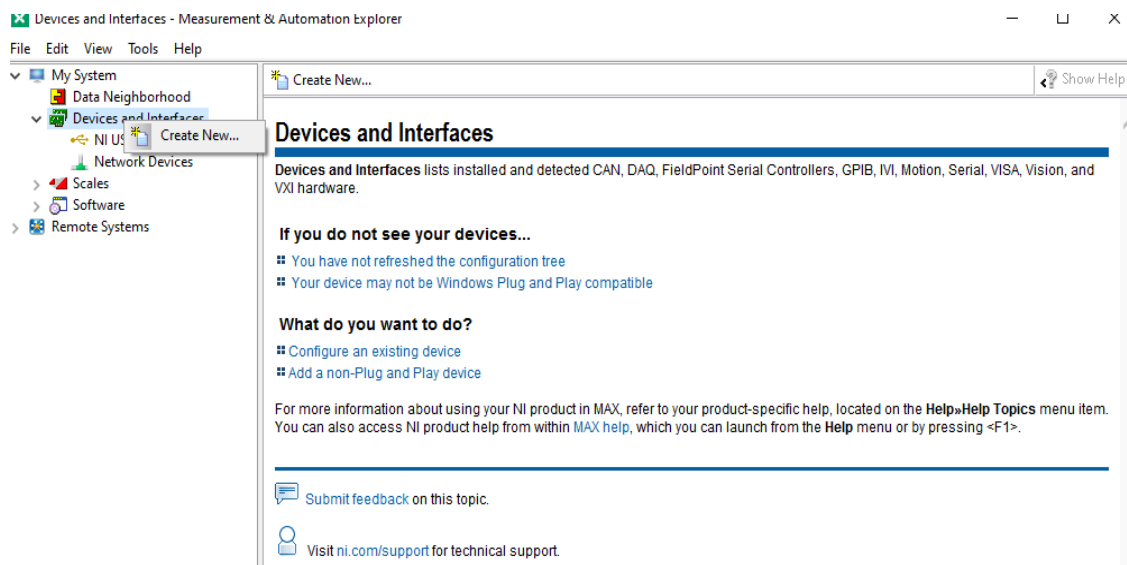 Devices and Interfaces - Measurement & Automation Explorer
File Edit View Tools Help
My System
Data Neighborhood
Devices and Interfaces
NI US
Network Devices
Scales
Software
Remote Systems
Create New...
Create New...
Show Help
Devices and Interfaces
Devices and Interfaces lists installed and detected CAN, DAQ, FieldPoint Serial Controllers, GPIB, IVI, Motion, Serial, VISA, Vision, and
VXI hardware.
If you do not see your devices...
You have not refreshed the configuration tree
Your device may not be Windows Plug and Play compatible
What do you want to do?
Configure an existing device
Add a non-Plug and Play device
For more information about using your NI product in MAX, refer to your product-specific help, located on the Help»Help Topics menu item.
You can also access NI product help from within MAX help, which you can launch from the Help menu or by pressing <F1>.
Submit feedback on this topic.
Visit ni.com/support for technical support.